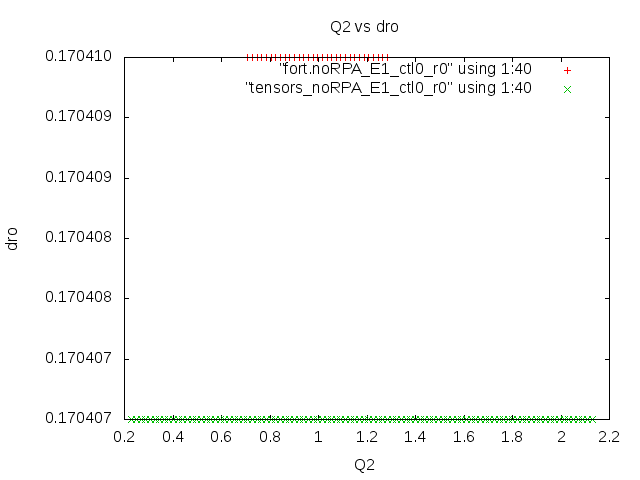 Q2 vs dro
0.170410
"fort.noRPA_E1_ctl0_r0" using 1:40
"tensors_noRPA_E1_ctl0_r0" using 1:40
0.170409
0.170409
0.170408
dro
0.170408
0.170407
0.170407
0.2 0.4 0.6 0.8 1 1.2 1.4 1.6 1.8 2 2.2
Q2